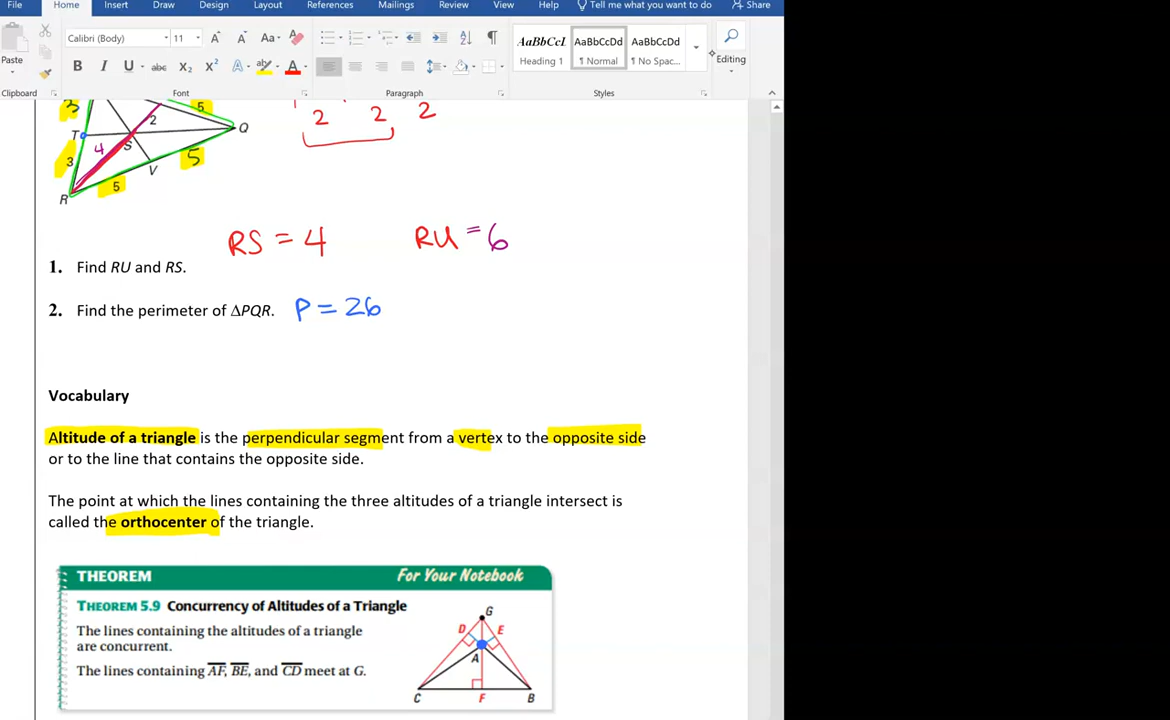 File Home Insert Draw Design Layout References Mailings Review View Help Tell me what you want to do Share
Calibri (Body) 11 A A Aa A
Paste B I U abc X₂ X² A ab A
AaBbCcI AaBbCcDd AaBbCcDd
Heading 1 ¶ Normal ¶ No Spac...
Editing
Clipboard Font Paragraph Styles
3 5
2 2 2
2
T Q
4 S
3 5
V
5
R
RS = 4 RU = 6
1. Find RU and RS.
2. Find the perimeter of ΔPQR. P = 26
Vocabulary
Altitude of a triangle is the perpendicular segment from a vertex to the opposite side
or to the line that contains the opposite side.
The point at which the lines containing the three altitudes of a triangle intersect is
called the orthocenter of the triangle.
THEOREM For Your Notebook
THEOREM 5.9 Concurrency of Altitudes of a Triangle
The lines containing the altitudes of a triangle
are concurrent.
The lines containing A̅F̅, B̅E̅, and C̅D̅ meet at G.
G
D E
A
C F B